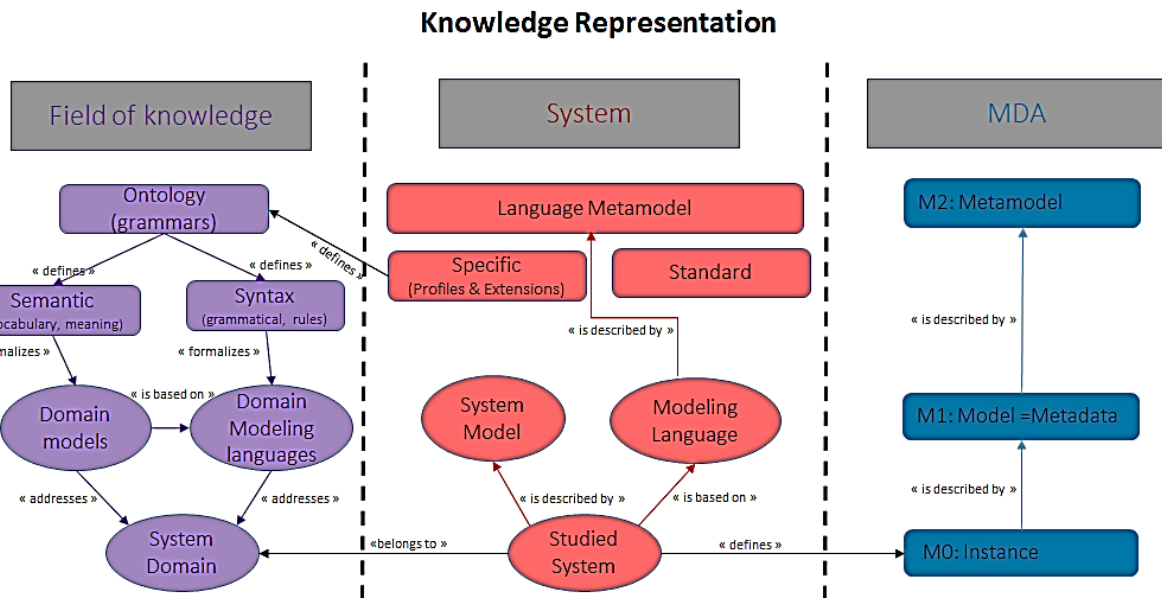 Knowledge Representation
Field of knowledge
System
MDA
Ontology
(grammars)
Language Metamodel
M2: Metamodel
« defines »
« defines »
« defines »
Specific
(Profiles & Extensions)
Standard
Semantic
ocabulary, meaning)
Syntax
(grammatical, rules)
« is described by »
« is described by »
malizes »
« formalizes »
« is based on »
Domain
models
Domain
Modeling
languages
System
Model
Modeling
Language
M1: Model =Metadata
« addresses »
« addresses »
« is described by »
« is based on »
« is described by »
System
Domain
«belongs to »
Studied
System
« defines »
M0: Instance